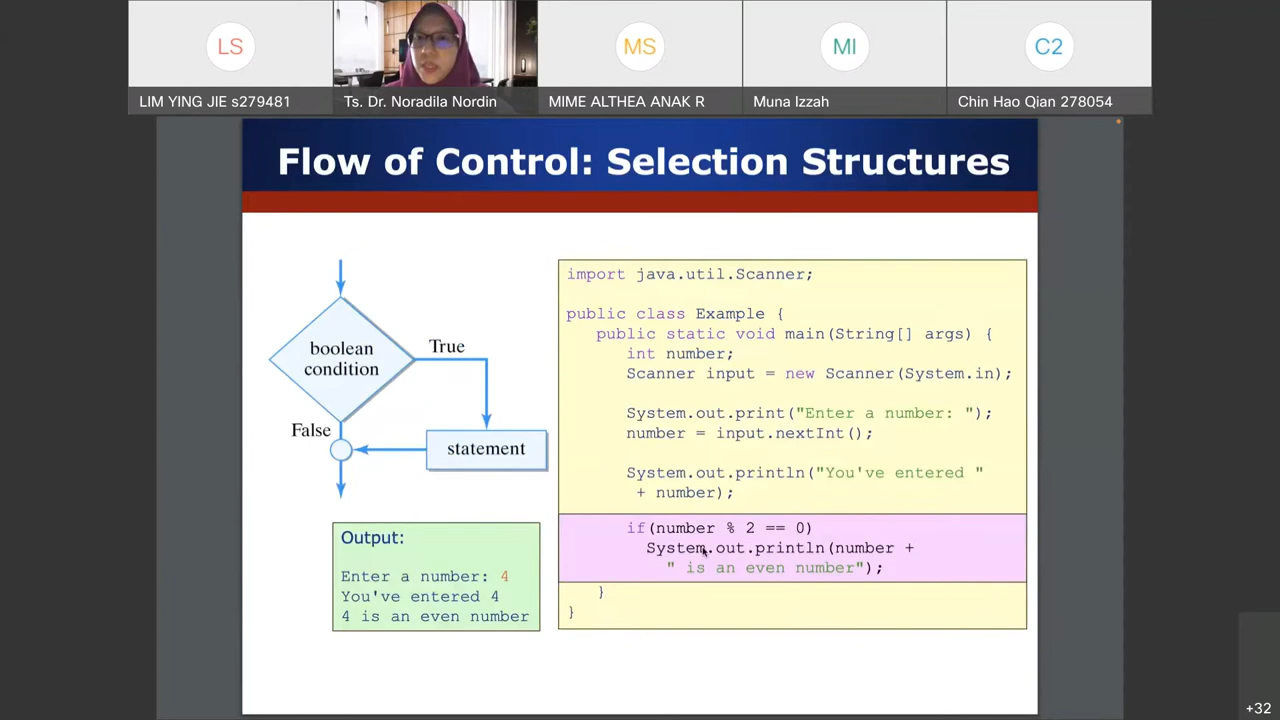 LS
MS
MI
C2
LIM YING JIE s279481
Ts. Dr. Noradila Nordin
MIME ALTHEA ANAK R
Muna Izzah
Chin Hao Qian 278054
Flow of Control: Selection Structures
boolean
condition
True
False
statement
Output:
Enter a number: 4
You've entered 4
4 is an even number
import java.util.Scanner;
public class Example {
public static void main(String[] args) {
int number;
Scanner input = new Scanner(System.in);
System.out.print("Enter a number: ");
number = input.nextInt();
System.out.println("You've entered "
+ number);
if(number % 2 == 0)
System.out.println(number +
" is an even number");
}
}
+32